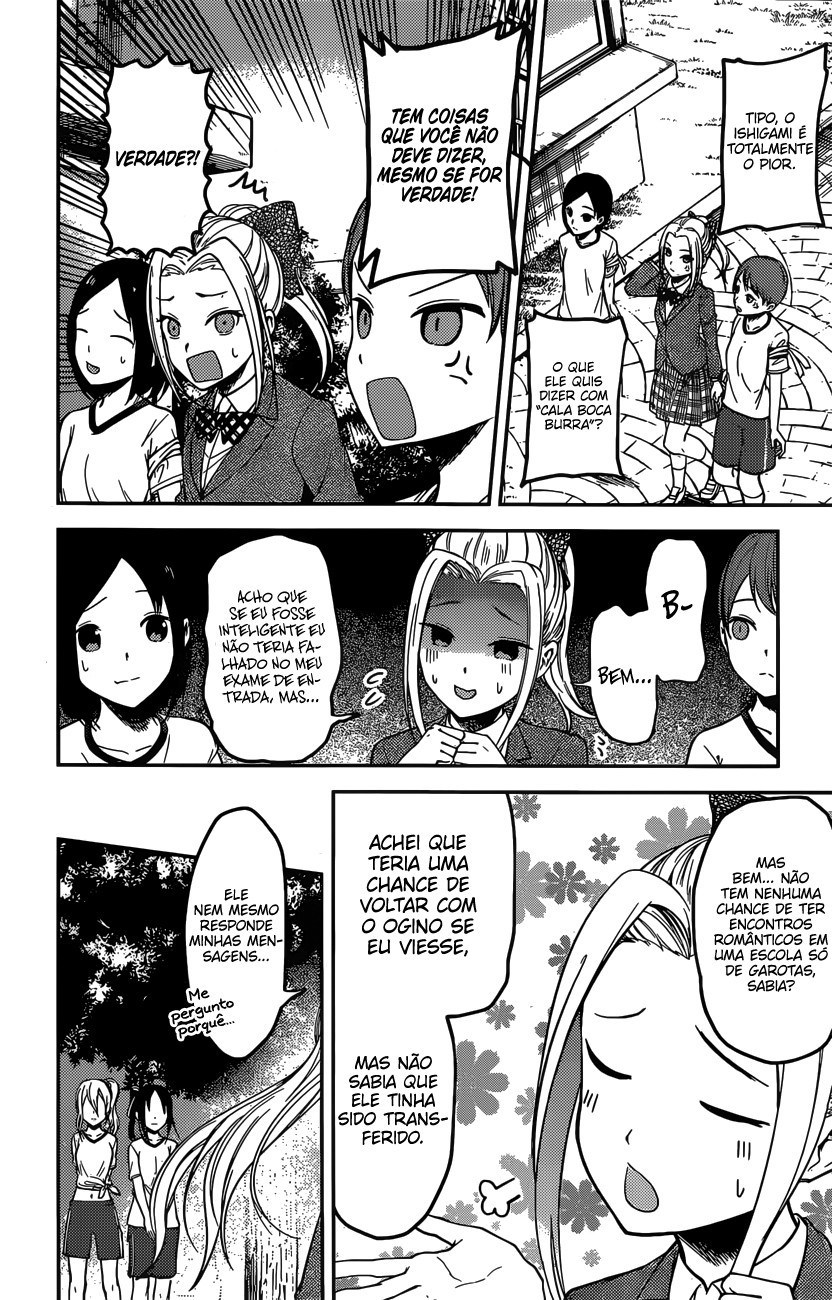 TIPO, O
ISHIGAMI É
TOTALMENTE
O PIOR.
O QUE
ELE QUIS
DIZER COM
“CALA BOCA
BURRA”?
TEM COISAS
QUE VOCÊ NÃO
DEVE DIZER,
MESMO SE FOR
VERDADE!
VERDADE?!
B-
BEM...
ACHO QUE
SE EU FOSSE
INTELIGENTE EU
NÃO TERIA FA-
LHADO NO MEU
EXAME DE EN-
TRADA, MAS...
MAS
BEM... NÃO
TEM NENHUMA
CHANCE DE TER
ENCONTROS
ROMÂNTICOS EM
UMA ESCOLA SÓ
DE GAROTAS,
SABIA?
ACHEI QUE
TERIA UMA
CHANCE DE
VOLTAR COM
O OGINO SE
EU VIESSE,
MAS NÃO
SABIA QUE
ELE TINHA
SIDO TRANS-
FERIDO.
ELE
NEM MESMO
RESPONDE
MINHAS MEN-
SAGENS...
Me
pergunto
porquê...